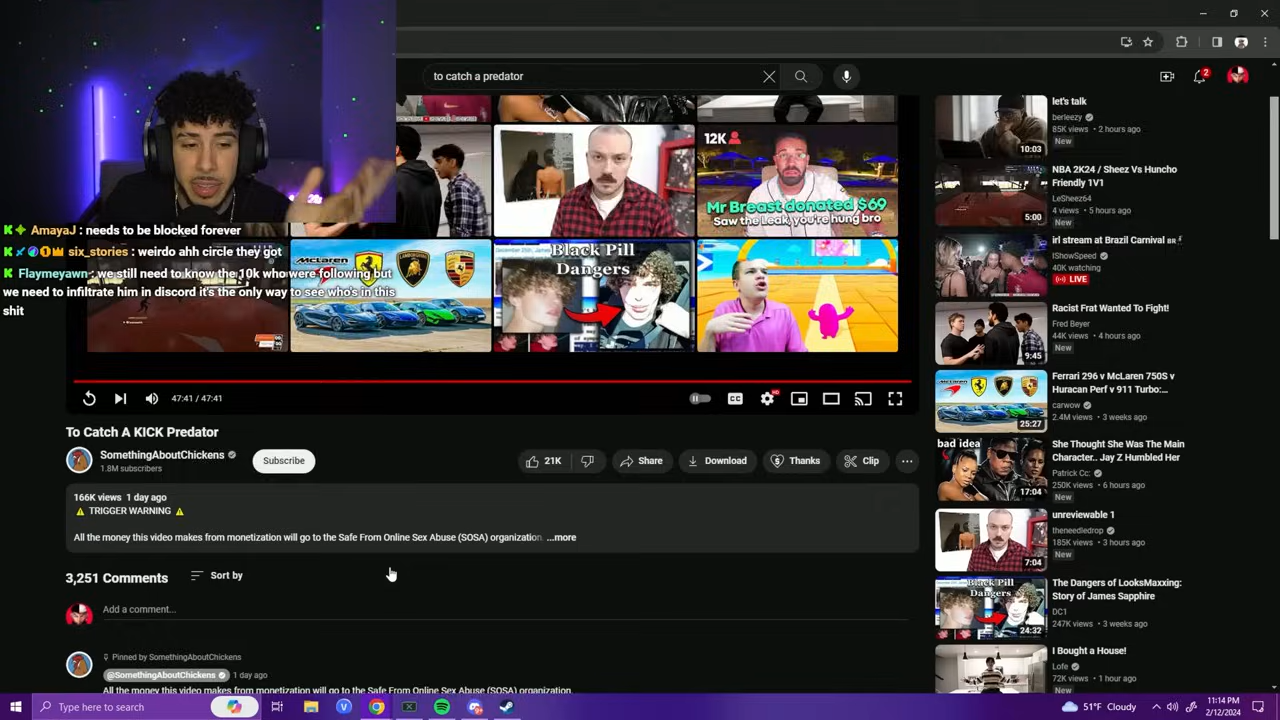 to catch a predator
2
AmayaJ : needs to be blocked forever
six_stories : weirdo ahh circle they got
Flaymeyawn : we still need to know the 10k who were following but
we need to infiltrate him in discord it's the only way to see who's in this
shit
12K
Mr Breast donated $69
Saw the Leak, you're hung bro
McLaren
Black Pill
Dangers
47:41 / 47:41
CC
HD
To Catch A KICK Predator
SomethingAboutChickens
1.8M subscribers
Subscribe
21K
Share
Download
Thanks
Clip
166K views 1 day ago
⚠ TRIGGER WARNING ⚠
All the money this video makes from monetization will go to the Safe From Online Sex Abuse (SOSA) organization ...more
3,251 Comments
Sort by
Add a comment...
Pinned by SomethingAboutChickens
@SomethingAboutChickens
1 day ago
All the money this video makes from monetization will go to the Safe From Online Sex Abuse (SOSA) organization.
let's talk
berleezy
85K views • 2 hours ago
New
10:03
NBA 2K24 / Sheez Vs Huncho
Friendly 1V1
LeSheez64
4 views • 5 hours ago
New
5:00
irl stream at Brazil Carnival
IShowSpeed
40K watching
LIVE
Racist Frat Wanted To Fight!
Fred Beyer
44K views • 4 hours ago
New
9:45
Ferrari 296 v McLaren 750S v
Huracan Perf v 911 Turbo:...
carwow
2.4M views • 3 weeks ago
McLaren
25:27
She Thought She Was The Main
Character.. Jay Z Humbled Her
Patrick Cc:
250K views • 6 hours ago
New
bad idea
17:04
unreviewable 1
theneedledrop
185K views • 3 hours ago
New
7:04
The Dangers of LooksMaxxing:
Story of James Sapphire
DC1
247K views • 3 weeks ago
Black Pill
Dangers
24:32
I Bought a House!
Lofe
72K views • 1 hour ago
New
Type here to search
51°F Cloudy
11:14 PM
2/12/2024